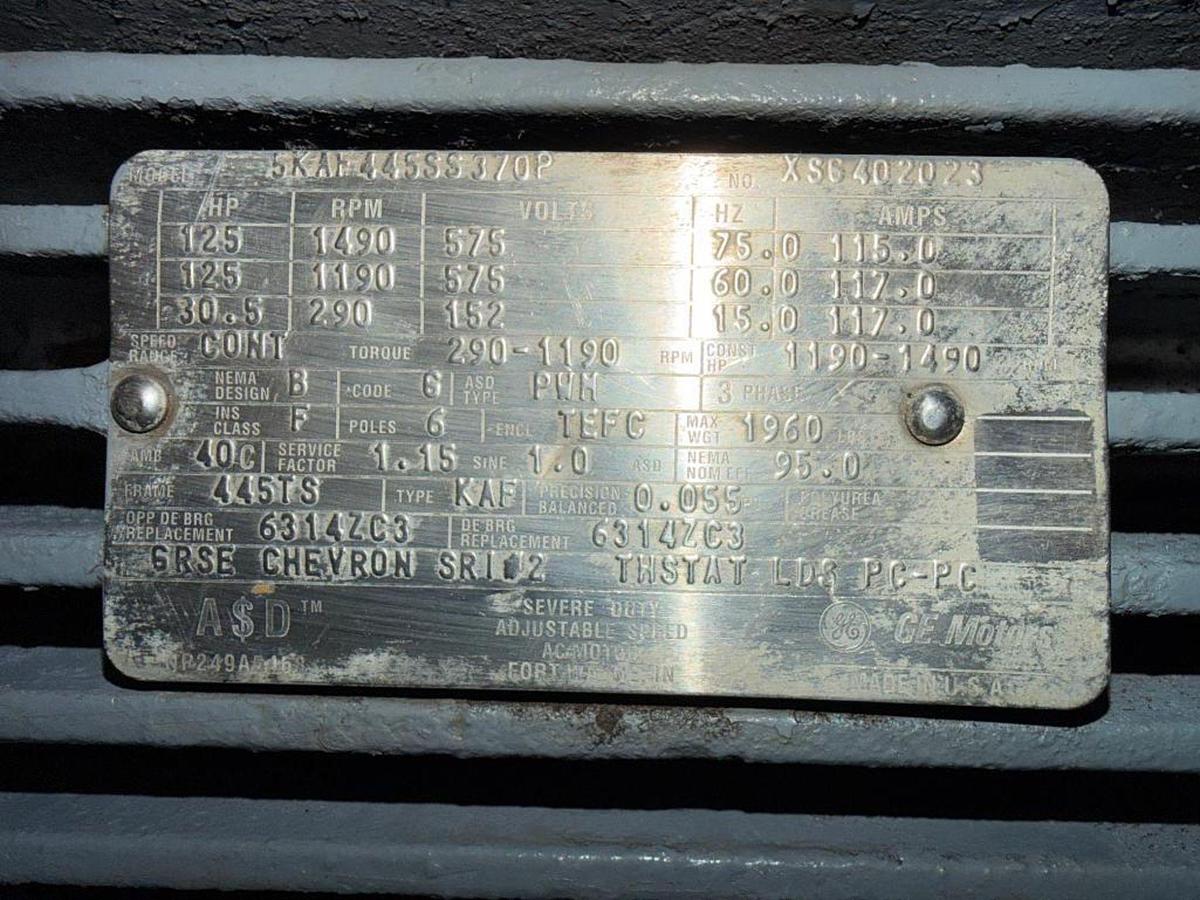 MODEL 5KAF445SS370P NO. XSG402023
HP RPM VOLTS HZ AMPS
125 1490 575 75.0 115.0
125 1190 575 60.0 117.0
30.5 290 152 15.0 117.0
SPEED RANGE CONT TORQUE 290-1190 RPM CONST HP 1190-1490
NEMA DESIGN B CODE G ASD TYPE PWM 3 PHASE
INS CLASS F POLES 6 ENCL TEFC MAX WGT 1960
AMB 40C SERVICE FACTOR 1.15 SINE 1.0 ASD NEMA NOM EFF 95.0
FRAME 445TS TYPE KAF PRECISION BALANCED 0.055 POLYUREA GREASE
OPP DE BRG REPLACEMENT 6314ZC3 DE BRG REPLACEMENT 6314ZC3
GRSE CHEVRON SRI#2 THSTAT LDS PC-PC
A$D™ SEVERE DUTY GE GE Motors
ADJUSTABLE SPEED
AC MOTOR
FORT IN
MADE IN U.S.A.